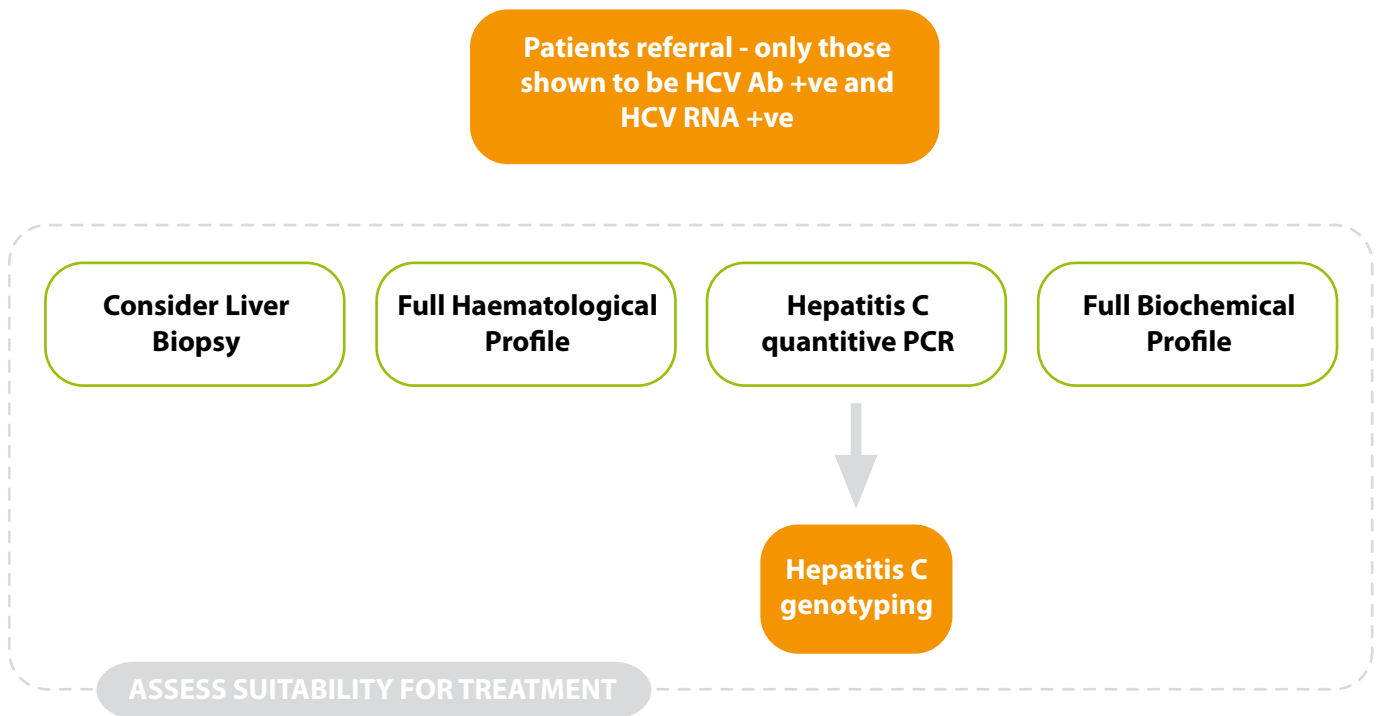 Patients referral - only those
shown to be HCV Ab +ve and
HCV RNA +ve
Consider Liver
Biopsy
Full Haematological
Profile
Hepatitis C
quantitive PCR
Full Biochemical
Profile
Hepatitis C
genotyping
ASSESS SUITABILITY FOR TREATMENT